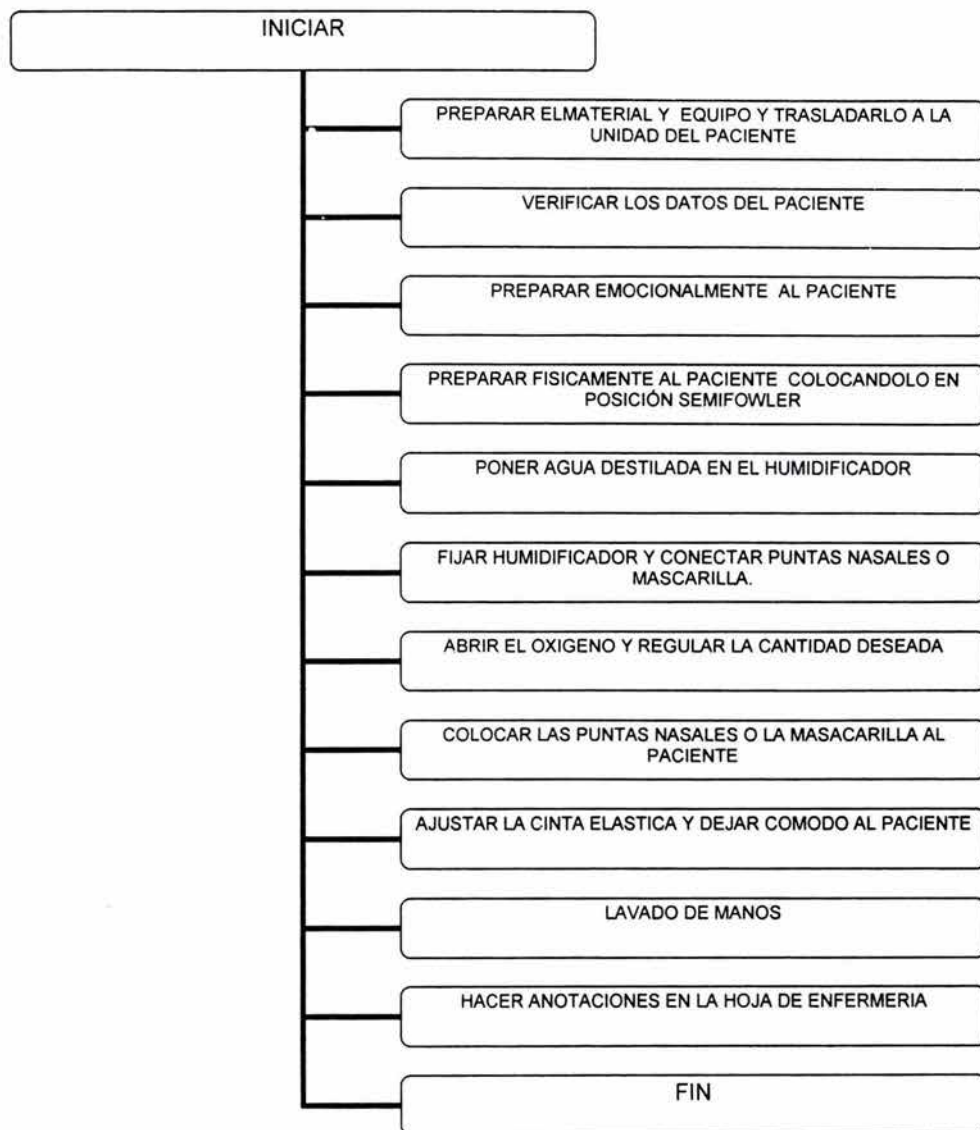 INICIAR
PREPARAR ELMATERIAL Y EQUIPO Y TRASLADARLO A LA
UNIDAD DEL PACIENTE
VERIFICAR LOS DATOS DEL PACIENTE
PREPARAR EMOCIONALMENTE AL PACIENTE
PREPARAR FISICAMENTE AL PACIENTE COLOCANDOLO EN
POSICIÓN SEMIFOWLER
PONER AGUA DESTILADA EN EL HUMIDIFICADOR
FIJAR HUMIDIFICADOR Y CONECTAR PUNTAS NASALES O
MASCARILLA.
ABRIR EL OXIGENO Y REGULAR LA CANTIDAD DESEADA
COLOCAR LAS PUNTAS NASALES O LA MASACARILLA AL
PACIENTE
AJUSTAR LA CINTA ELASTICA Y DEJAR COMODO AL PACIENTE
LAVADO DE MANOS
HACER ANOTACIONES EN LA HOJA DE ENFERMERIA
FIN